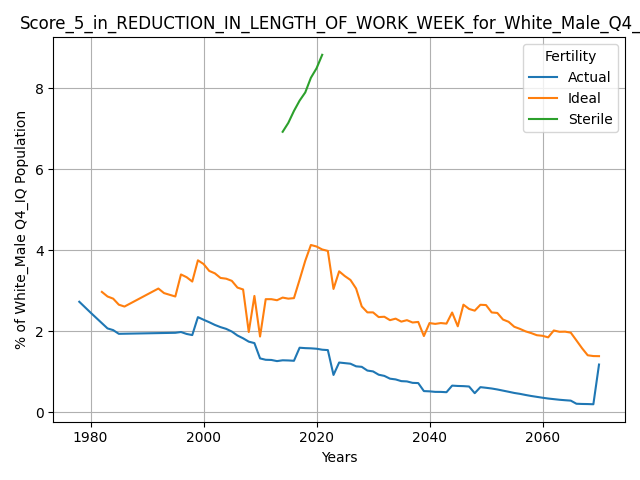 Score_5_in_REDUCTION_IN_LENGTH_OF_WORK_WEEK_for_White_Male_Q4_
Fertility
Actual
Ideal
Sterile
% of White_Male Q4_IQ Population
8
6
4
2
0
1980 2000 2020 2040 2060
Years